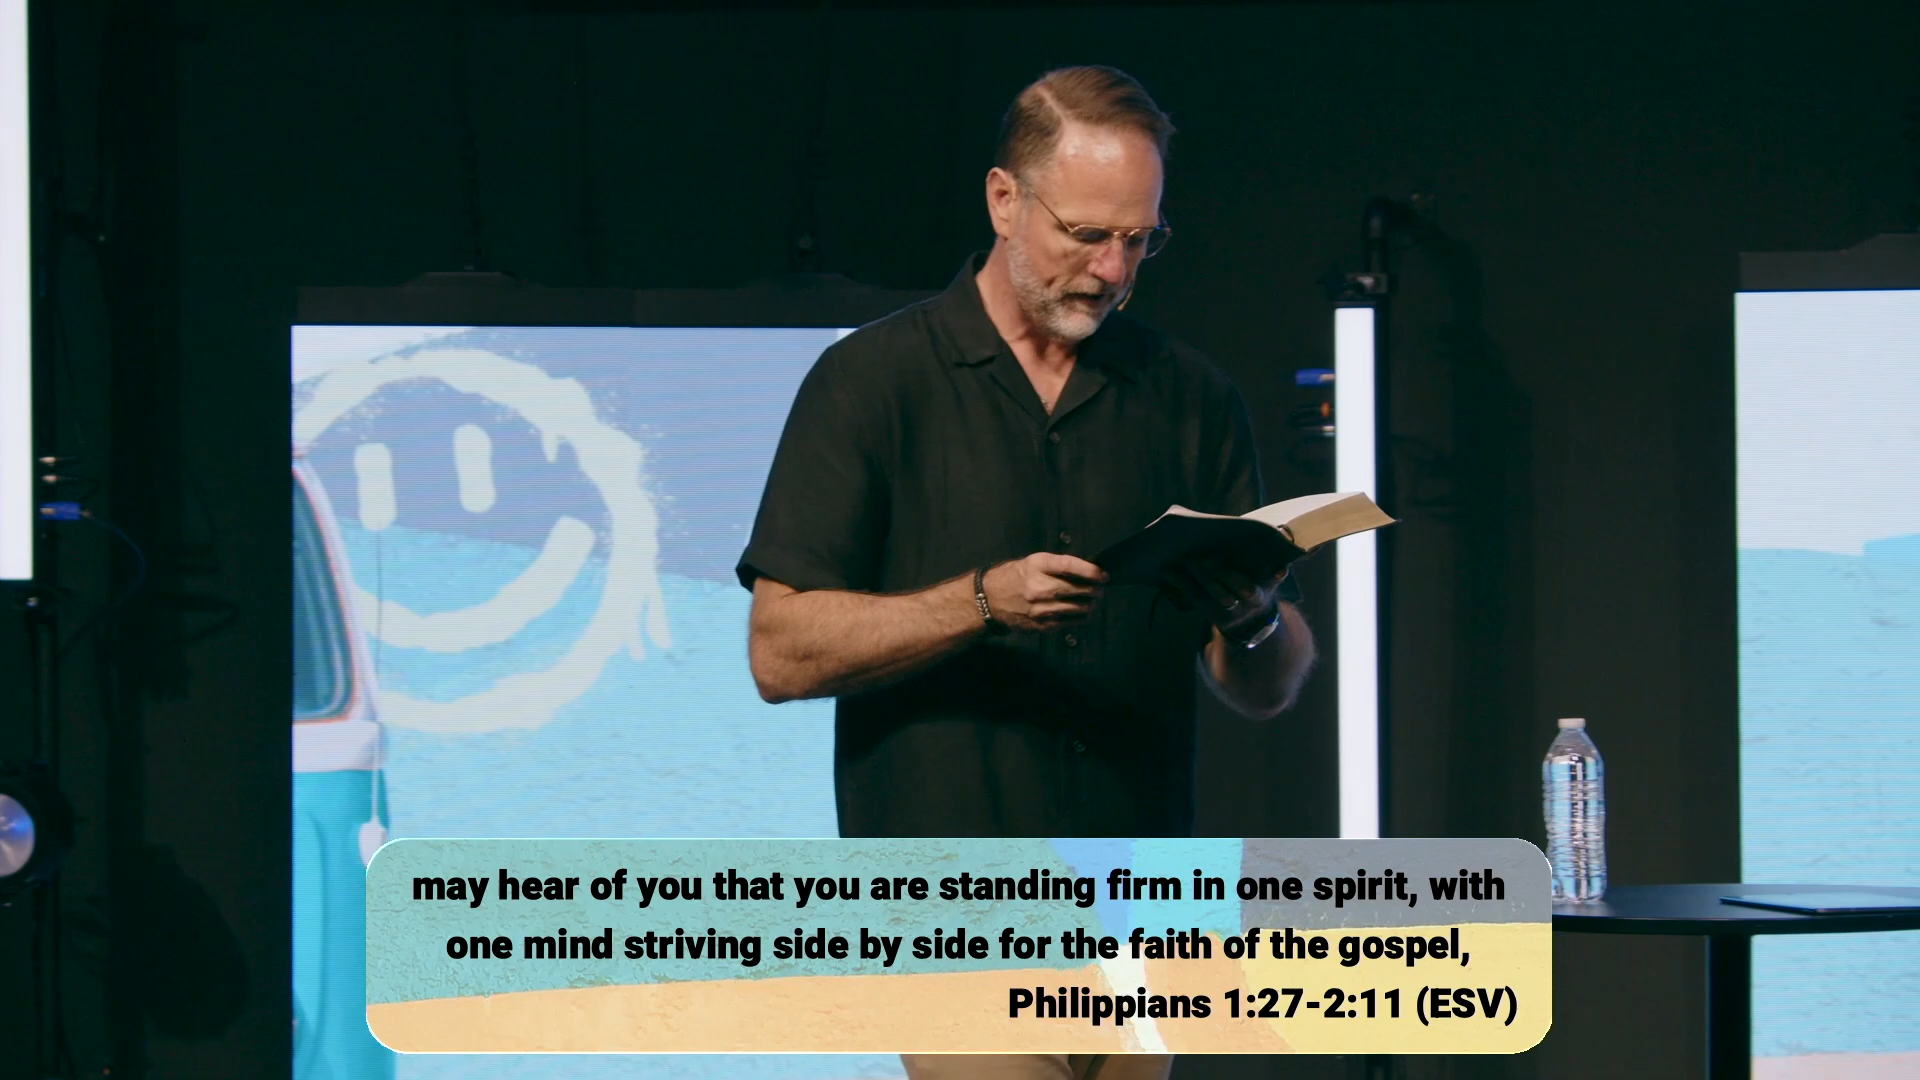 may hear of you that you are standing firm in one spirit, with
one mind striving side by side for the faith of the gospel,
Philippians 1:27-2:11 (ESV)